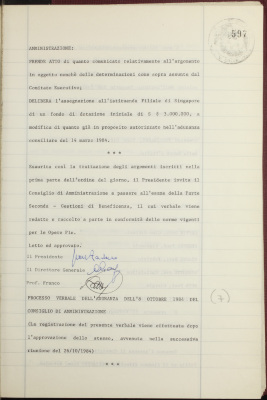 597
AMMINISTRAZIONE:
PRENDE ATTO di quanto comunicato relativamente all'argomento
in oggetto nonchè delle determinazioni come sopra assunte dal
Comitato Esecutivo;
DELIBERA l'assegnazione all'istituenda Filiale di Singapore
di un fondo di dotazione iniziale di S $ 3.000.000, a
modifica di quanto già in proposito autorizzato nell'adunanza
consiliare del 14 marzo 1984.
* * *
Esaurita così la trattazione degli argomenti iscritti nella
prima parte dell'ordine del giorno, il Presidente invita il
Consiglio di Amministrazione a passare all'esame della Parte
Seconda - Gestioni di Beneficenza, il cui verbale viene
redatto e raccolto a parte in conformità delle norme vigenti
per le Opere Pie.
Letto ed approvato.
Il Presidente
Il Direttore Generale
Prof. Franco
PROCESSO VERBALE DELL'ADUNANZA DELL'8 OTTOBRE 1984 DEL
CONSIGLIO DI AMMINISTRAZIONE
(La registrazione del presente verbale viene effettuata dopo
l'approvazione dello stesso, avvenuta nella successiva
riunione del 24/10/1984)
* * *